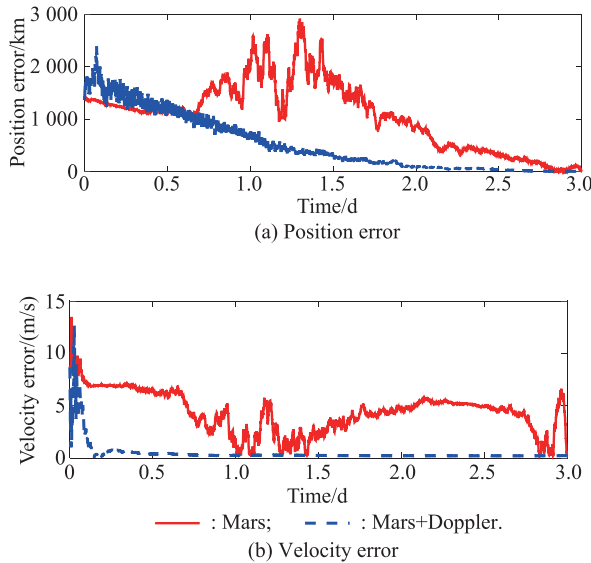 Position error/km
3 000
2 000
1 000
0
0 0.5 1.0 1.5 2.0 2.5 3.0
Time/d
(a) Position error
Velocity error/(m/s)
15
10
5
0
0 0.5 1.0 1.5 2.0 2.5 3.0
Time/d
: Mars; : Mars+Doppler.
(b) Velocity error